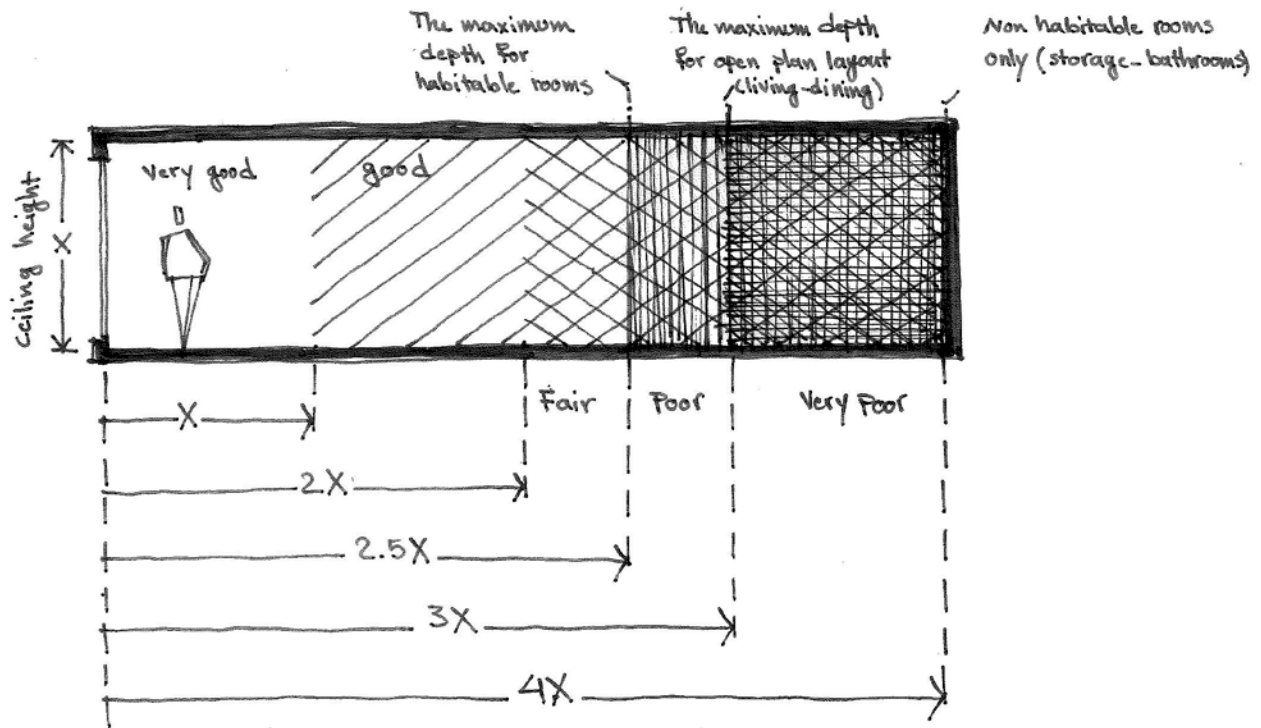 The maximum
depth for
habitable rooms
The maximum depth
for open plan layout
(living-dining)
Non habitable rooms
only (storage-bathrooms)
very good
good
Ceiling height
X
Fair
Poor
Very Poor
X
2X
2.5X
3X
4X